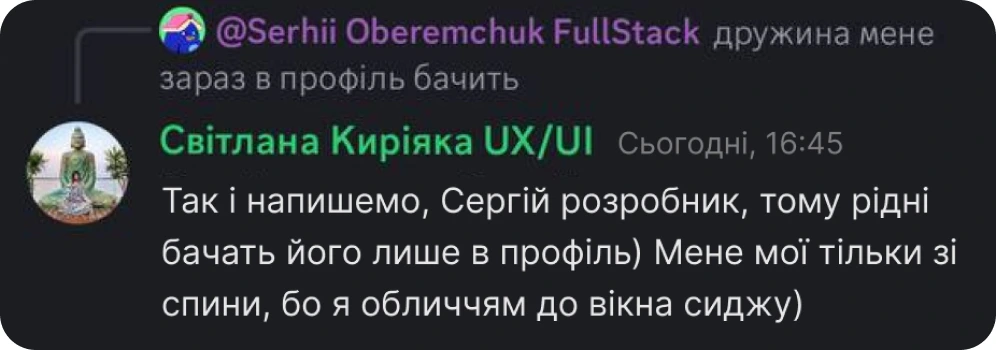 @Serhii Oberemchuk FullStack дружина мене
зараз в профіль бачить
Світлана Киріяка UX/UI Сьогодні, 16:45
Так і напишемо, Сергій розробник, тому рідні
бачать його лише в профіль) Мене мої тільки зі
спини, бо я обличчям до вікна сиджу)